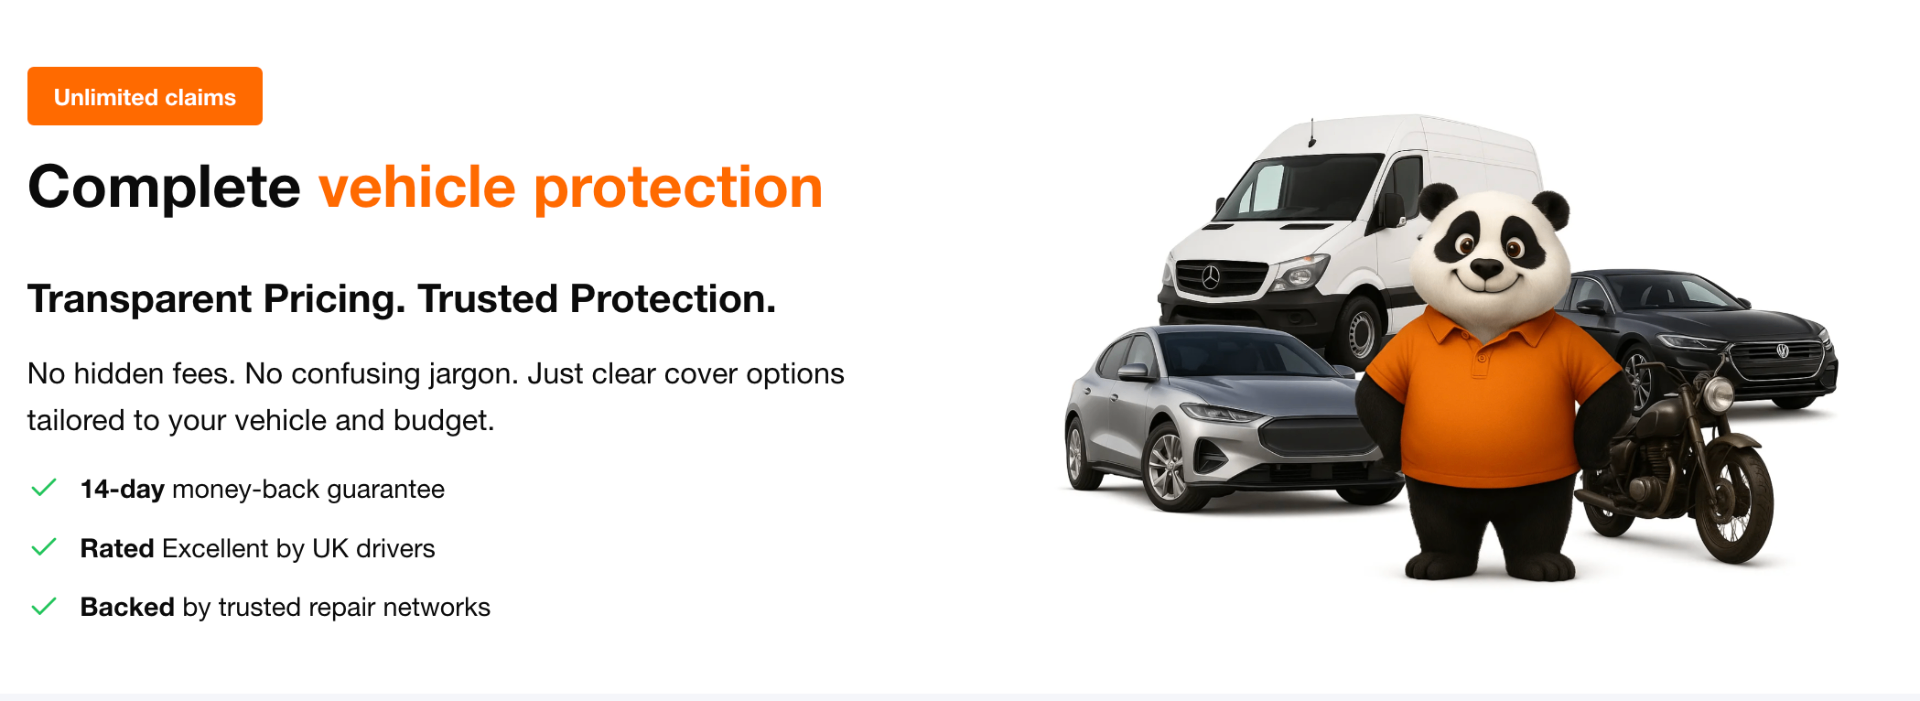 Unlimited claims
Complete vehicle protection
Transparent Pricing. Trusted Protection.
No hidden fees. No confusing jargon. Just clear cover options
tailored to your vehicle and budget.
14-day money-back guarantee
Rated Excellent by UK drivers
Backed by trusted repair networks